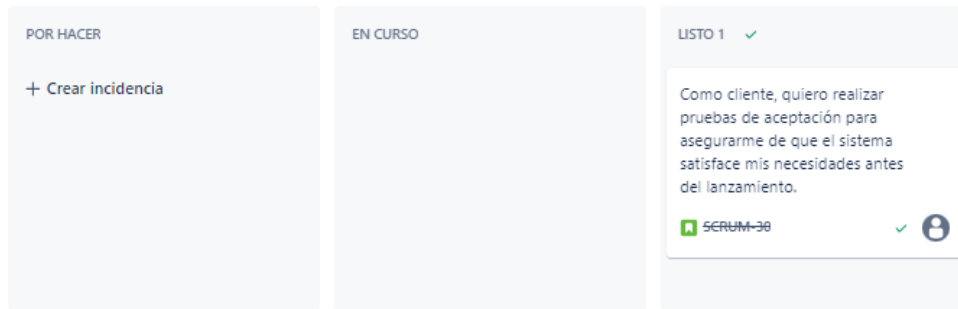 POR HACER
EN CURSO
LISTO 1
+ Crear incidencia
Como cliente, quiero realizar
pruebas de aceptación para
asegurarme de que el sistema
satisface mis necesidades antes
del lanzamiento.
SCRUM-30